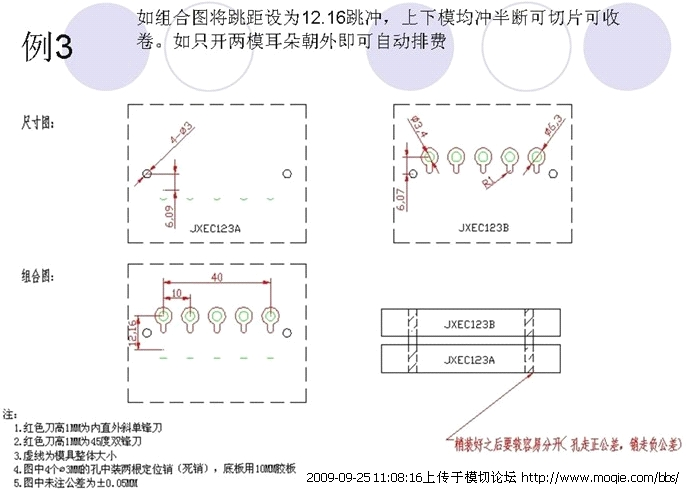 例3
如组合图将跳距设为12.16跳冲，上下模均冲半断可切片可收
卷。如只开两模耳朵朝外即可自动排费
尺寸图:
4-ø3
6,09
JXEC123A
ø3,4
ø6,3
R1
6,07
JXEC123B
组合图:
40
10
12,16
JXEC123B
JXEC123A
注:
1.红色刀高1MM为内直外斜单锋刀
2.红色刀高1MM为45度双锋刀
3.虚线为模具整体大小
4.图中4个ø3MM的孔中装两根定位销（死销），底板用10MM胶板
5.图中未注公差为±0.05MM
销装好之后要较容易分开(孔走正公差，销走负公差)
2009-09-25 11:08:16上传于模切论坛 http://www.moqie.com/bbs/